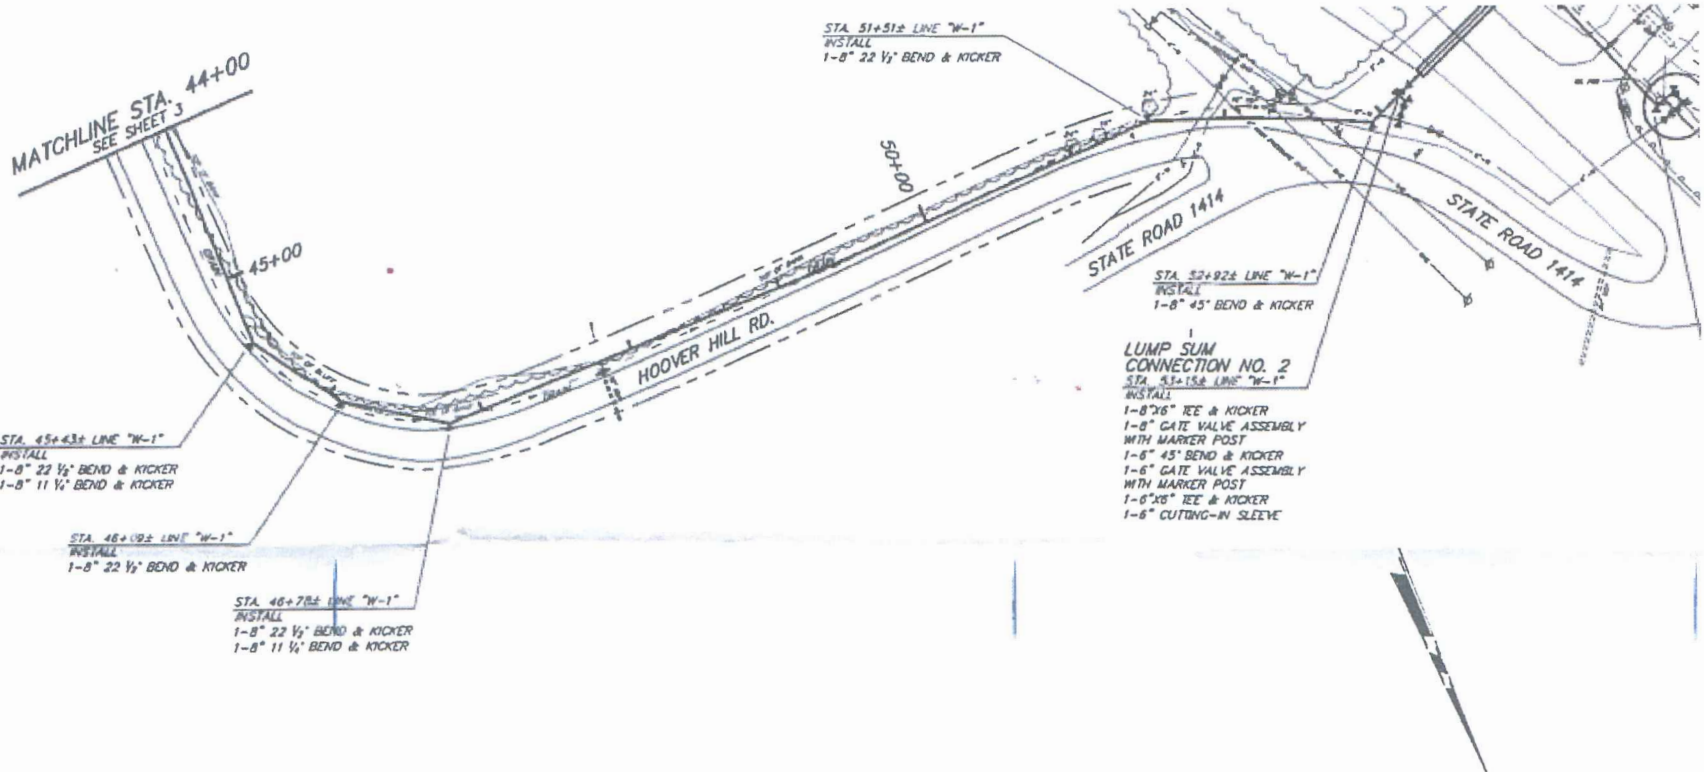 MATCHLINE STA. 44+00
SEE SHEET 3
45+00
STA. 51+51± LINE "W-1"
INSTALL
1-8" 22 ½° BEND & KICKER
50+00
HOOVER HILL RD.
STATE ROAD 1414
STATE ROAD 1414
STA. 52+92± LINE "W-1"
INSTALL
1-8" 45° BEND & KICKER
LUMP SUM
CONNECTION NO. 2
STA. 53+15± LINE "W-1"
INSTALL
1-8"X6" TEE & KICKER
1-8" GATE VALVE ASSEMBLY
WITH MARKER POST
1-6" 45° BEND & KICKER
1-6" GATE VALVE ASSEMBLY
WITH MARKER POST
1-6"X6" TEE & KICKER
1-6" CUTTING-IN SLEEVE
STA. 45+43± LINE "W-1"
INSTALL
1-8" 22 ½° BEND & KICKER
1-8" 11 ¼° BEND & KICKER
STA. 46+09± LINE "W-1"
INSTALL
1-8" 22 ½° BEND & KICKER
STA. 46+78± LINE "W-1"
INSTALL
1-8" 22 ½° BEND & KICKER
1-8" 11 ¼° BEND & KICKER